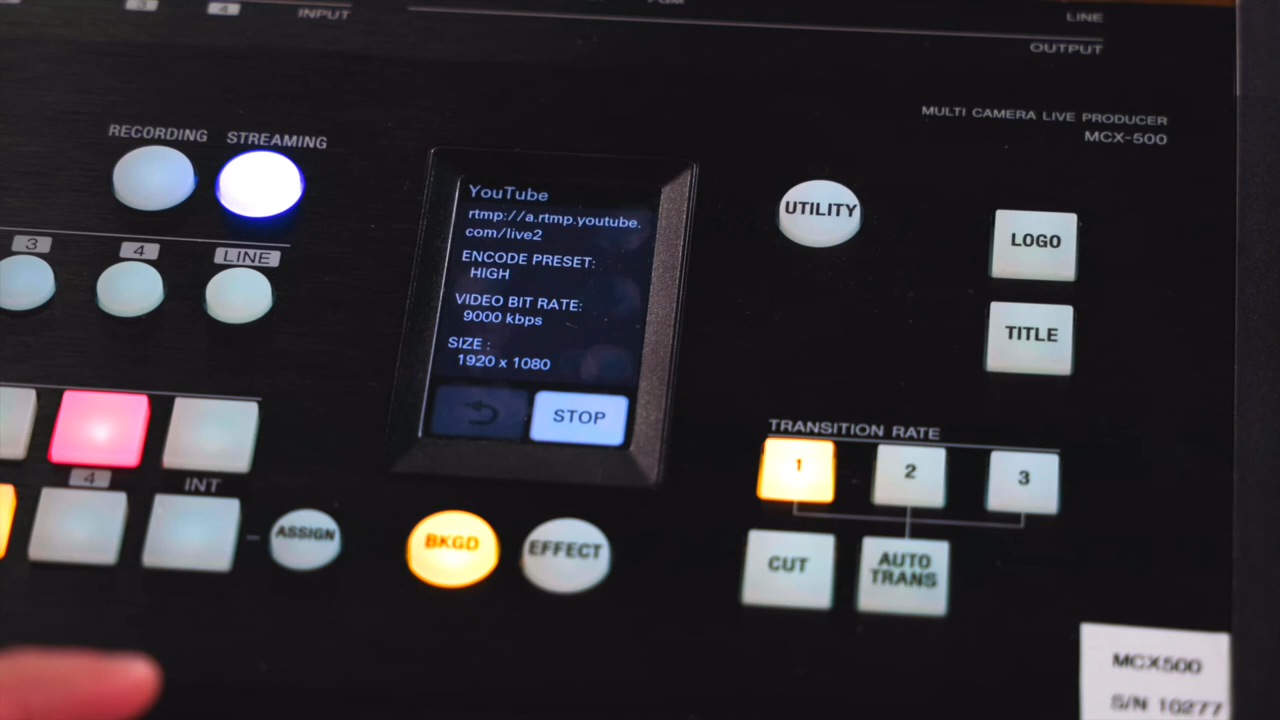 3
4
INPUT
LINE
OUTPUT
MULTI CAMERA LIVE PRODUCER
MCX-500
RECORDING
STREAMING
3
4
LINE
YouTube
rtmp://a.rtmp.youtube.
com/live2
ENCODE PRESET:
HIGH
VIDEO BIT RATE:
9000 kbps
SIZE :
1920 x 1080
STOP
UTILITY
LOGO
TITLE
TRANSITION RATE
1
2
3
4
INT
ASSIGN
BKGD
EFFECT
CUT
AUTO
TRANS
MCX500
S/N 10277